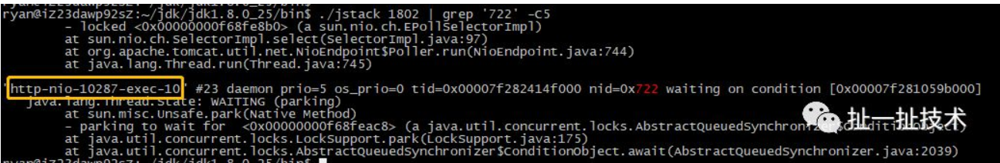 ryan@iZ23dawp92sZ:~/jdk/jdk1.8.0_25/bin$ ./jstack 1802 | grep '722' -C5
- locked <0x00000000f68fe8b0> (a sun.nio.ch.EPollSelectorImpl)
at sun.nio.ch.SelectorImpl.select(SelectorImpl.java:97)
at org.apache.tomcat.util.net.NioEndpoint$Poller.run(NioEndpoint.java:744)
at java.lang.Thread.run(Thread.java:745)
"http-nio-10287-exec-10" #23 daemon prio=5 os_prio=0 tid=0x00007f282414f000 nid=0x722 waiting on condition [0x00007f281059b000]
java.lang.Thread.State: WAITING (parking)
at sun.misc.Unsafe.park(Native Method)
- parking to wait for <0x00000000f68feac8> (a java.util.concurrent.locks.AbstractQueuedSynchronizer$ConditionObject)
扯一扯技术
at java.util.concurrent.locks.LockSupport.park(LockSupport.java:175)
at java.util.concurrent.locks.AbstractQueuedSynchronizer$ConditionObject.await(AbstractQueuedSynchronizer.java:2039)
ryan@iZ23dawp92sZ:~/jdk/jdk1.8.0_25/bin$